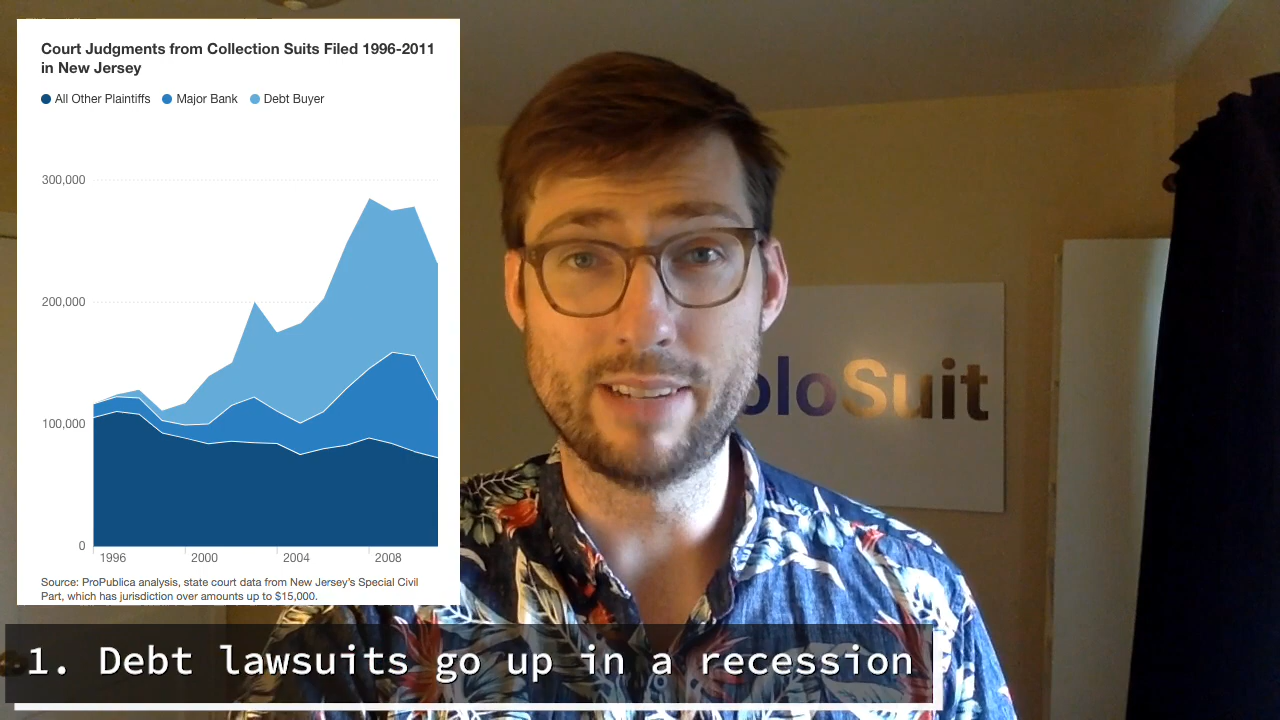 Court Judgments from Collection Suits Filed 1996-2011
in New Jersey
All Other Plaintiffs Major Bank Debt Buyer
300,000
200,000
100,000
0
1996 2000 2004 2008
Source: ProPublica analysis, state court data from New Jersey's Special Civil
Part, which has jurisdiction over amounts up to $15,000.
oloSuit
1. Debt lawsuits go up in a recession